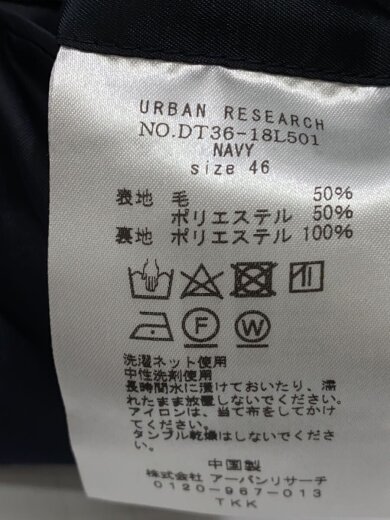 URBAN RESEARCH
NO.DT36-18L501
NAVY
size 46
表地 毛 50%
ポリエステル 50%
裏地 ポリエステル 100%
F W
洗濯ネット使用
中性洗剤使用
長時間水に漬けておいたり、濡
れたまま放置しないでください。
アイロンは、当て布をしてかけ
てください。
タンブル乾燥はしないでくださ
い。
中国製
株式会社 アーバンリサーチ
0120-967-013
TKK